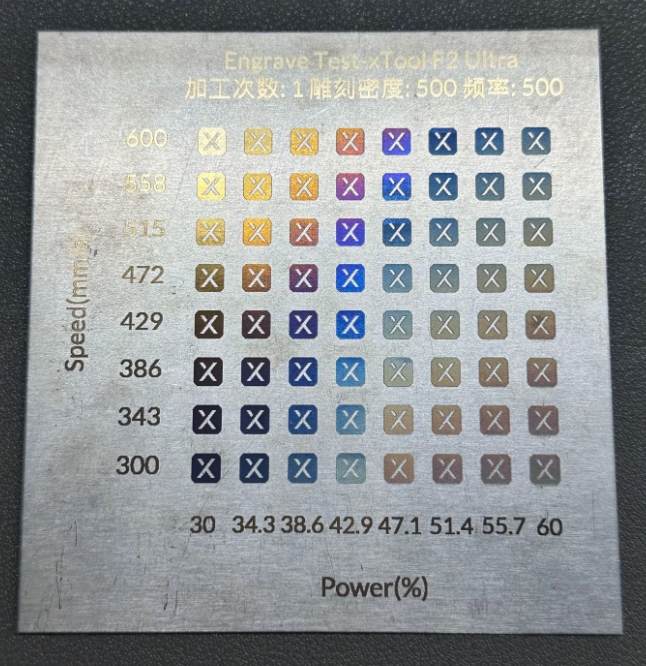 Engrave Test-xTool F2 Ultra
加工次数: 1 雕刻密度: 500 频率: 500
600 X X X X X X X X
558 X X X X X X X X
515 X X X X X X X X
472 X X X X X X X X
429 X X X X X X X X
386 X X X X X X X X
343 X X X X X X X X
300 X X X X X X X X
Speed(mm/s)
30 34.3 38.6 42.9 47.1 51.4 55.7 60
Power(%)